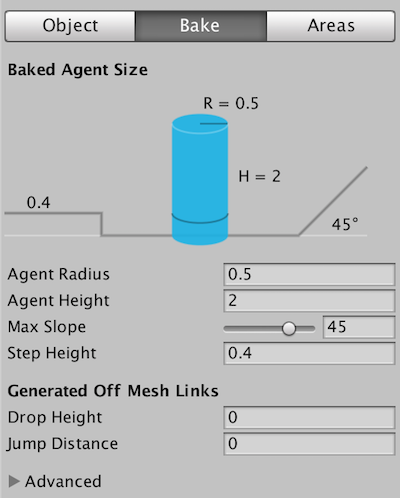 Object Bake Areas
Baked Agent Size
R = 0.5
H = 2
0.4
45°
Agent Radius 0.5
Agent Height 2
Max Slope 45
Step Height 0.4
Generated Off Mesh Links
Drop Height 0
Jump Distance 0
Advanced